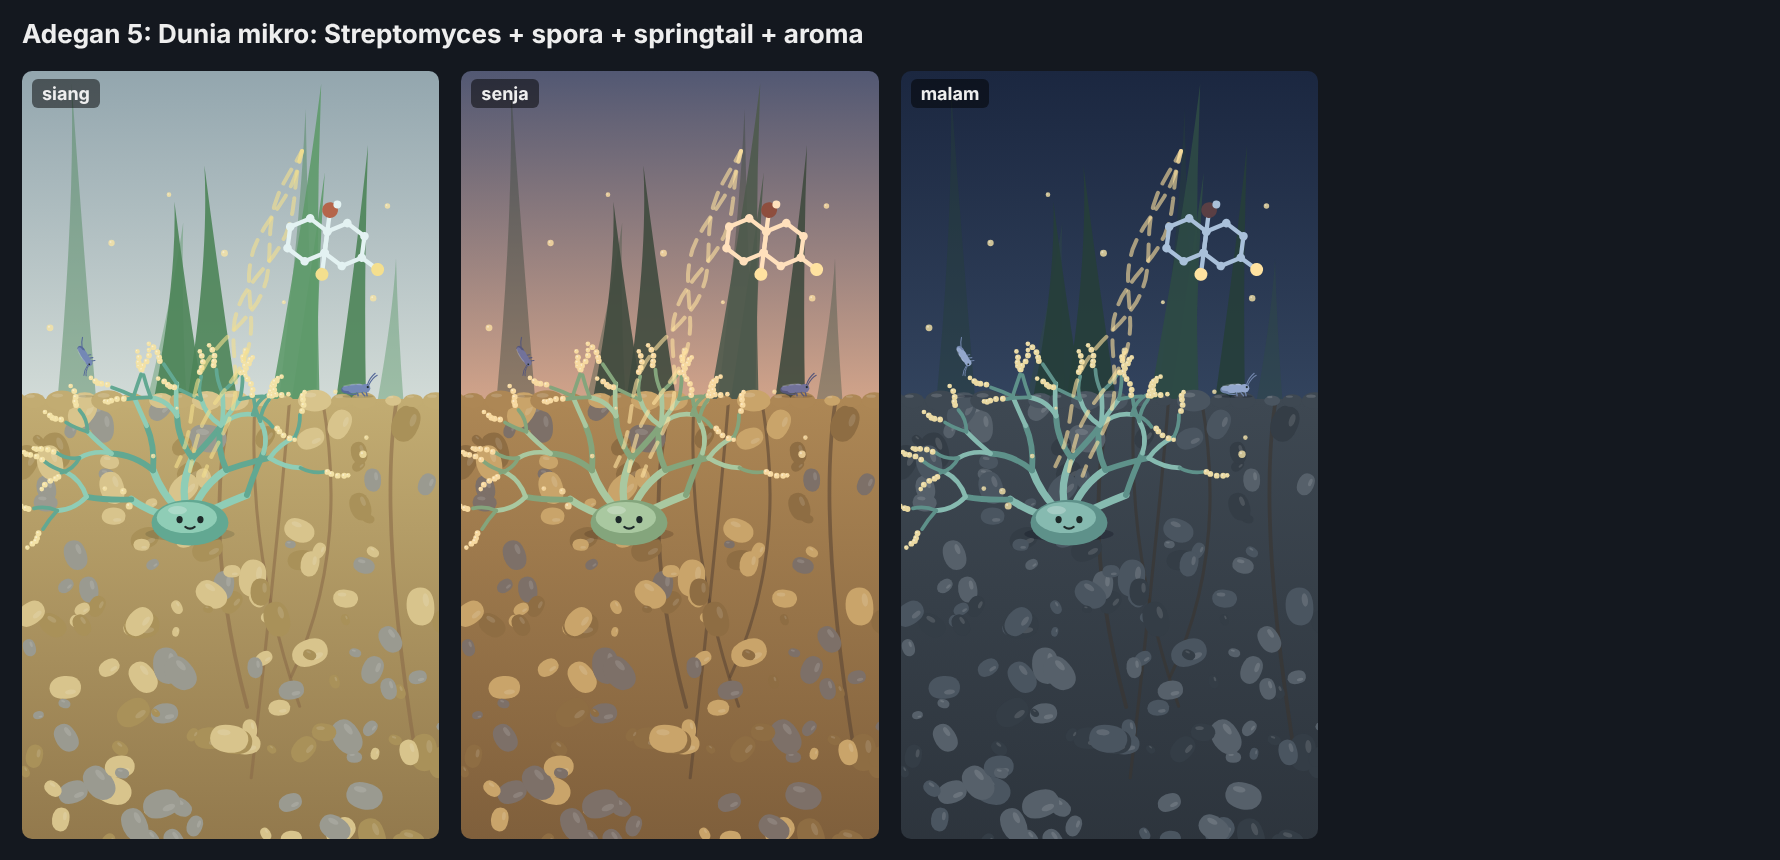 Adegan 5: Dunia mikro: Streptomyces + spora + springtail + aroma
siang
senja
malam